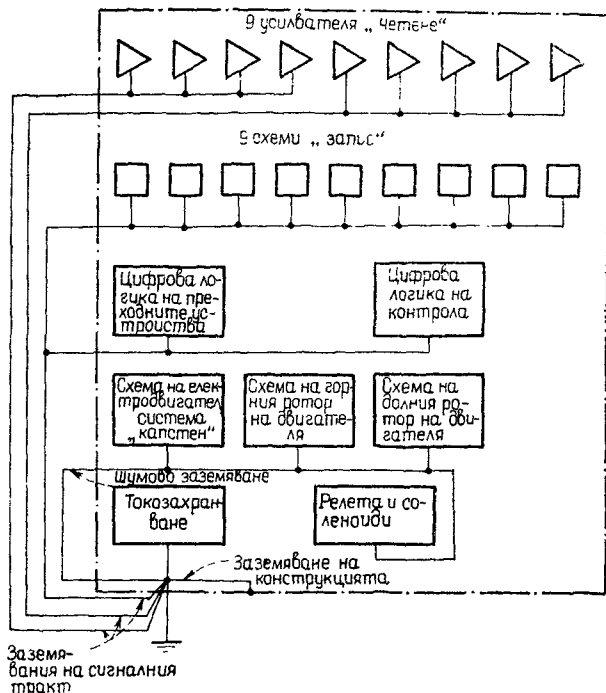 9 усилвателя „ четене"
9 схеми „ запис"
Цифрова ло-
гика на пре-
ходните ус-
троиства
Цифрова
логика на
контрола
Схема на елек-
тродвигател
система
„капстен"
Схема на гор-
ния ротор
на двигате-
ля
Схема на
долния ро-
тор на дви-
гателя
Шумово заземяване
Токозахран-
ване
Релета и со-
леноиди
Заземяване на
конструкцията
Заземя-
вания на сигналния
тракт